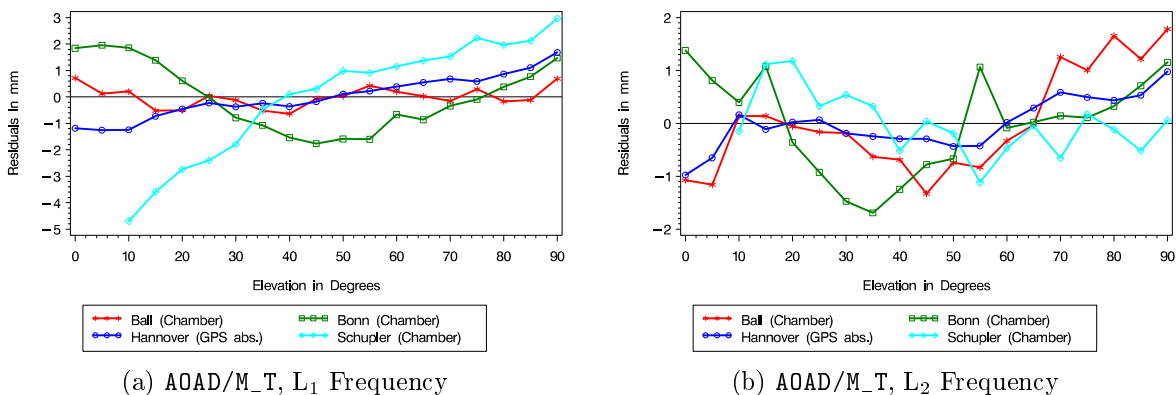 Residuals in mm
3
2
1
0
−1
−2
−3
−4
−5
0 10 20 30 40 50 60 70 80 90
Elevation in Degrees
Ball (Chamber) Bonn (Chamber)
Hannover (GPS abs.) Schupler (Chamber)
(a) AOAD/M_T, L₁ Frequency
Residuals in mm
2
1
0
−1
−2
0 10 20 30 40 50 60 70 80 90
Elevation in Degrees
Ball (Chamber) Bonn (Chamber)
Hannover (GPS abs.) Schupler (Chamber)
(b) AOAD/M_T, L₂ Frequency